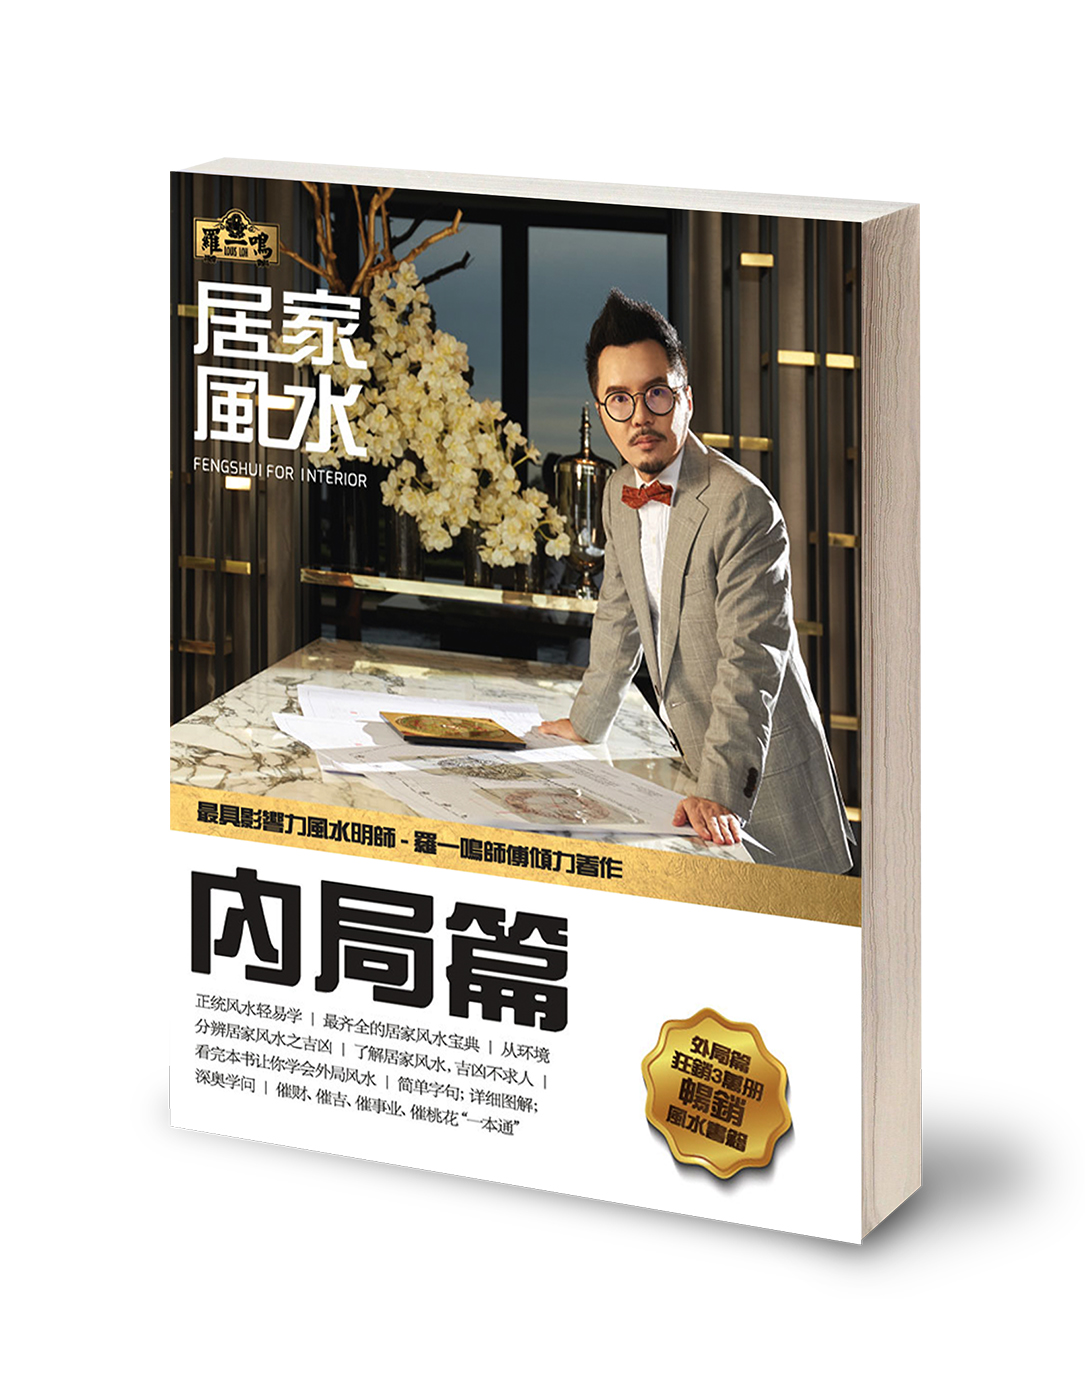 羅一鳴
LOUIS LOH
居家
風水
FENGSHUI FOR INTERIOR
最具影響力風水明師 - 羅一鳴師傅傾力著作
內局篇
正统风水轻易学 | 最齐全的居家风水宝典 | 从环境
分辨居家风水之吉凶 | 了解居家风水, 吉凶不求人 |
看完本书让你学会外局风水 | 简单字句; 详细图解;
深奥学问 | 催财、催吉、催事业、催桃花“一本通”
外局篇
狂銷3萬册
暢銷
風水書籍